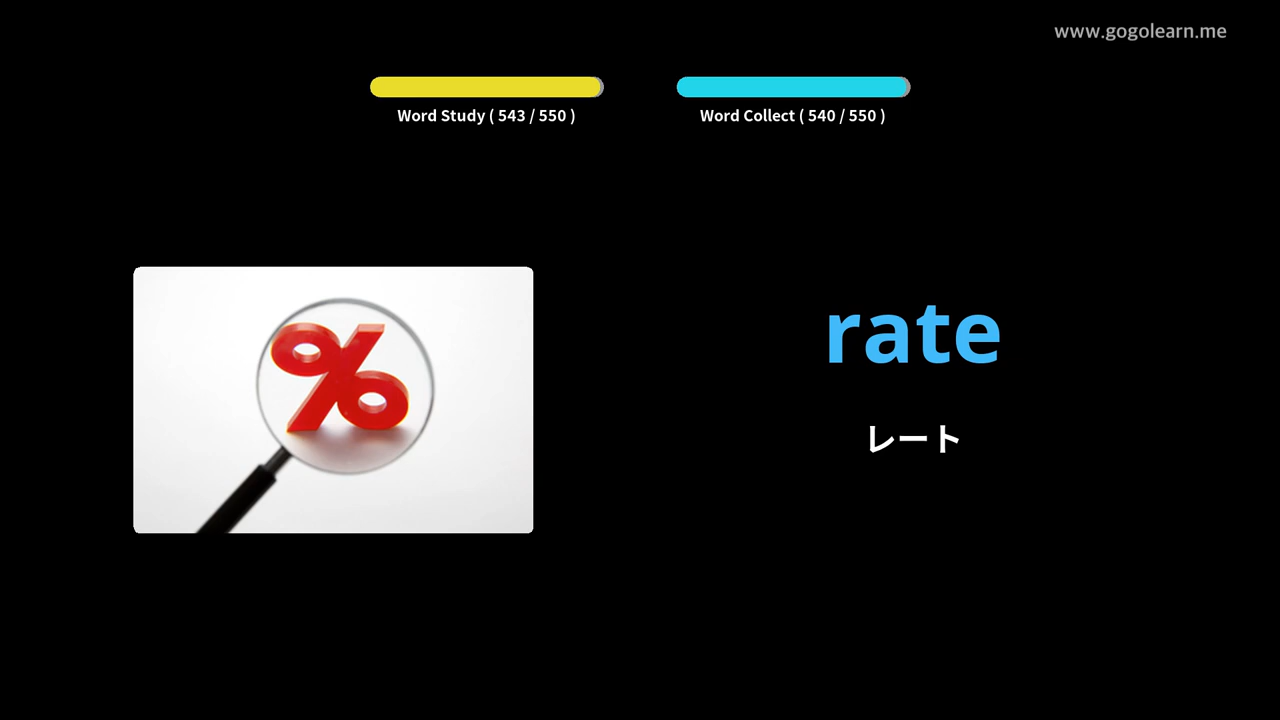 www.gogolearn.me
Word Study ( 543 / 550 )
Word Collect ( 540 / 550 )
%
rate
レート